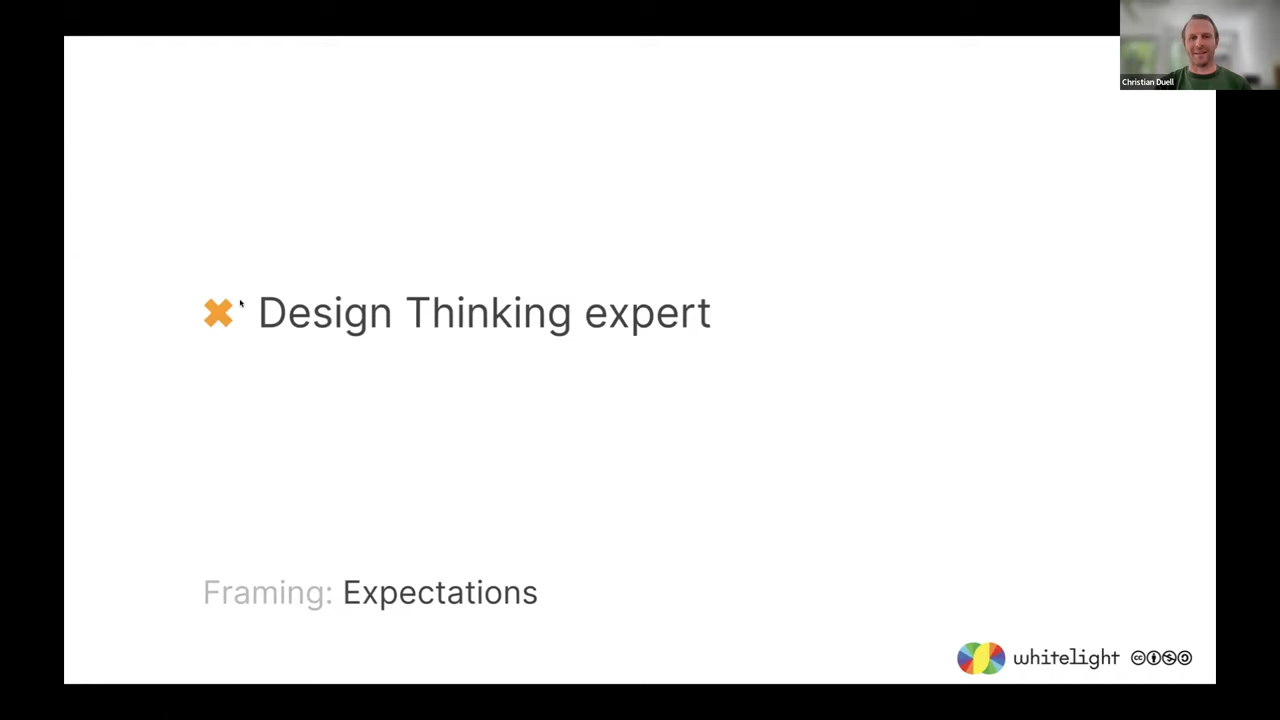 Christian Duell
Design Thinking expert
Framing: Expectations
whitelight